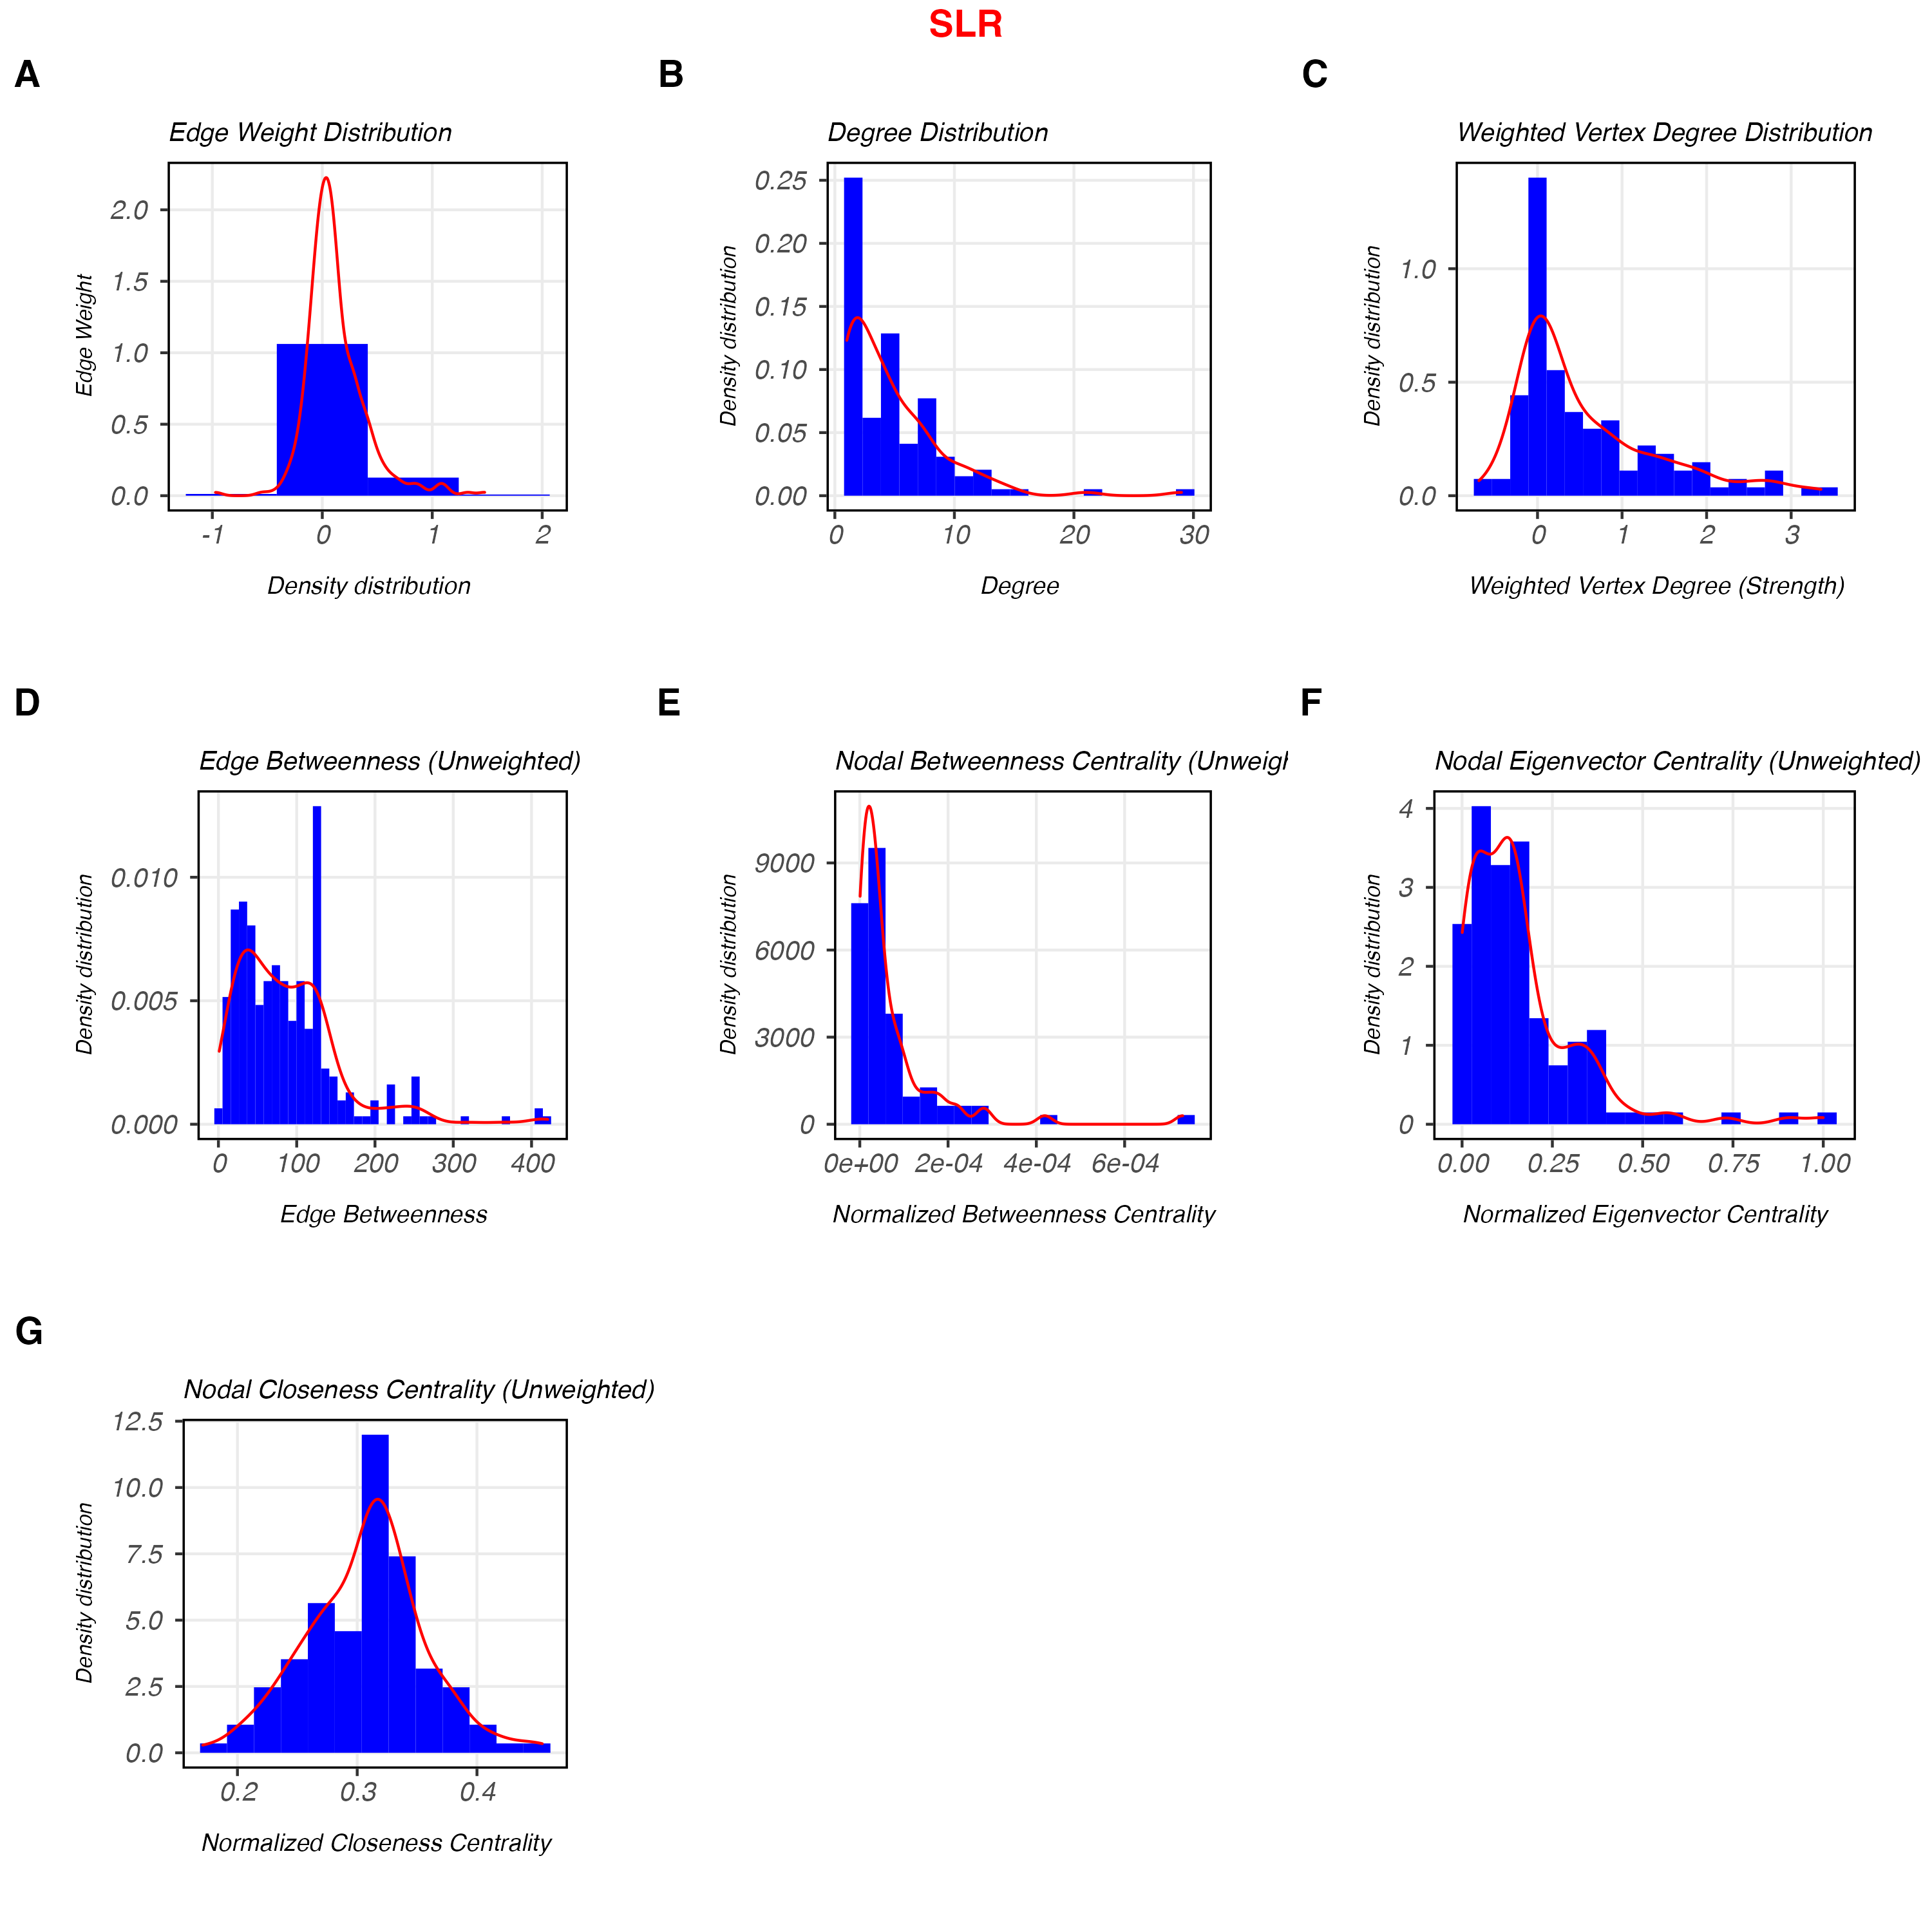 SLR
A
Edge Weight Distribution
Edge Weight
2.0
1.5
1.0
0.5
0.0
-1 0 1 2
Density distribution
B
Degree Distribution
Density distribution
0.25
0.20
0.15
0.10
0.05
0.00
0 10 20 30
Degree
C
Weighted Vertex Degree Distribution
Density distribution
1.0
0.5
0.0
0 1 2 3
Weighted Vertex Degree (Strength)
D
Edge Betweenness (Unweighted)
Density distribution
0.010
0.005
0.000
0 100 200 300 400
Edge Betweenness
E
Nodal Betweenness Centrality (Unweigh
Density distribution
9000
6000
3000
0
0e+00 2e-04 4e-04 6e-04
Normalized Betweenness Centrality
F
Nodal Eigenvector Centrality (Unweighted)
Density distribution
4
3
2
1
0
0.00 0.25 0.50 0.75 1.00
Normalized Eigenvector Centrality
G
Nodal Closeness Centrality (Unweighted)
Density distribution
12.5
10.0
7.5
5.0
2.5
0.0
0.2 0.3 0.4
Normalized Closeness Centrality